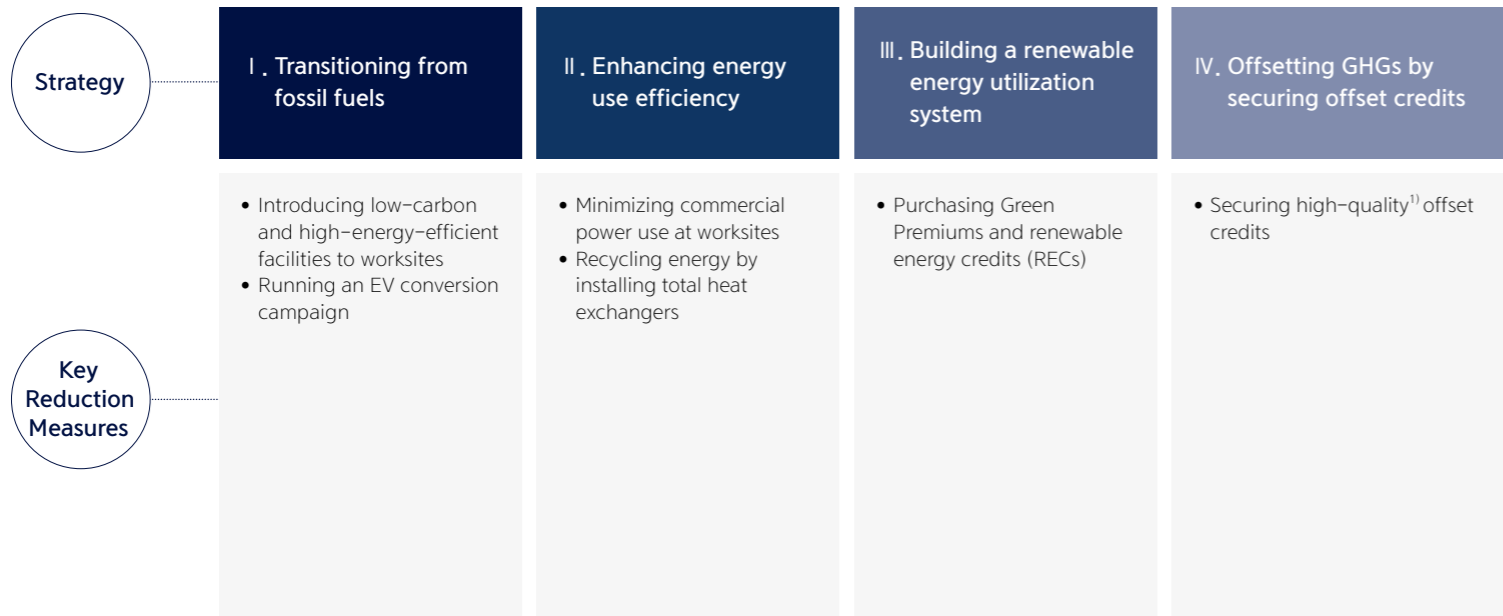 Strategy
Ⅰ. Transitioning from
fossil fuels
Ⅱ. Enhancing energy
use efficiency
Ⅲ. Building a renewable
energy utilization
system
Ⅳ. Offsetting GHGs by
securing offset credits
Key
Reduction
Measures
• Introducing low-carbon
and high-energy-efficient
facilities to worksites
• Running an EV conversion
campaign
• Minimizing commercial
power use at worksites
• Recycling energy by
installing total heat
exchangers
• Purchasing Green
Premiums and renewable
energy credits (RECs)
• Securing high-quality¹⁾ offset
credits